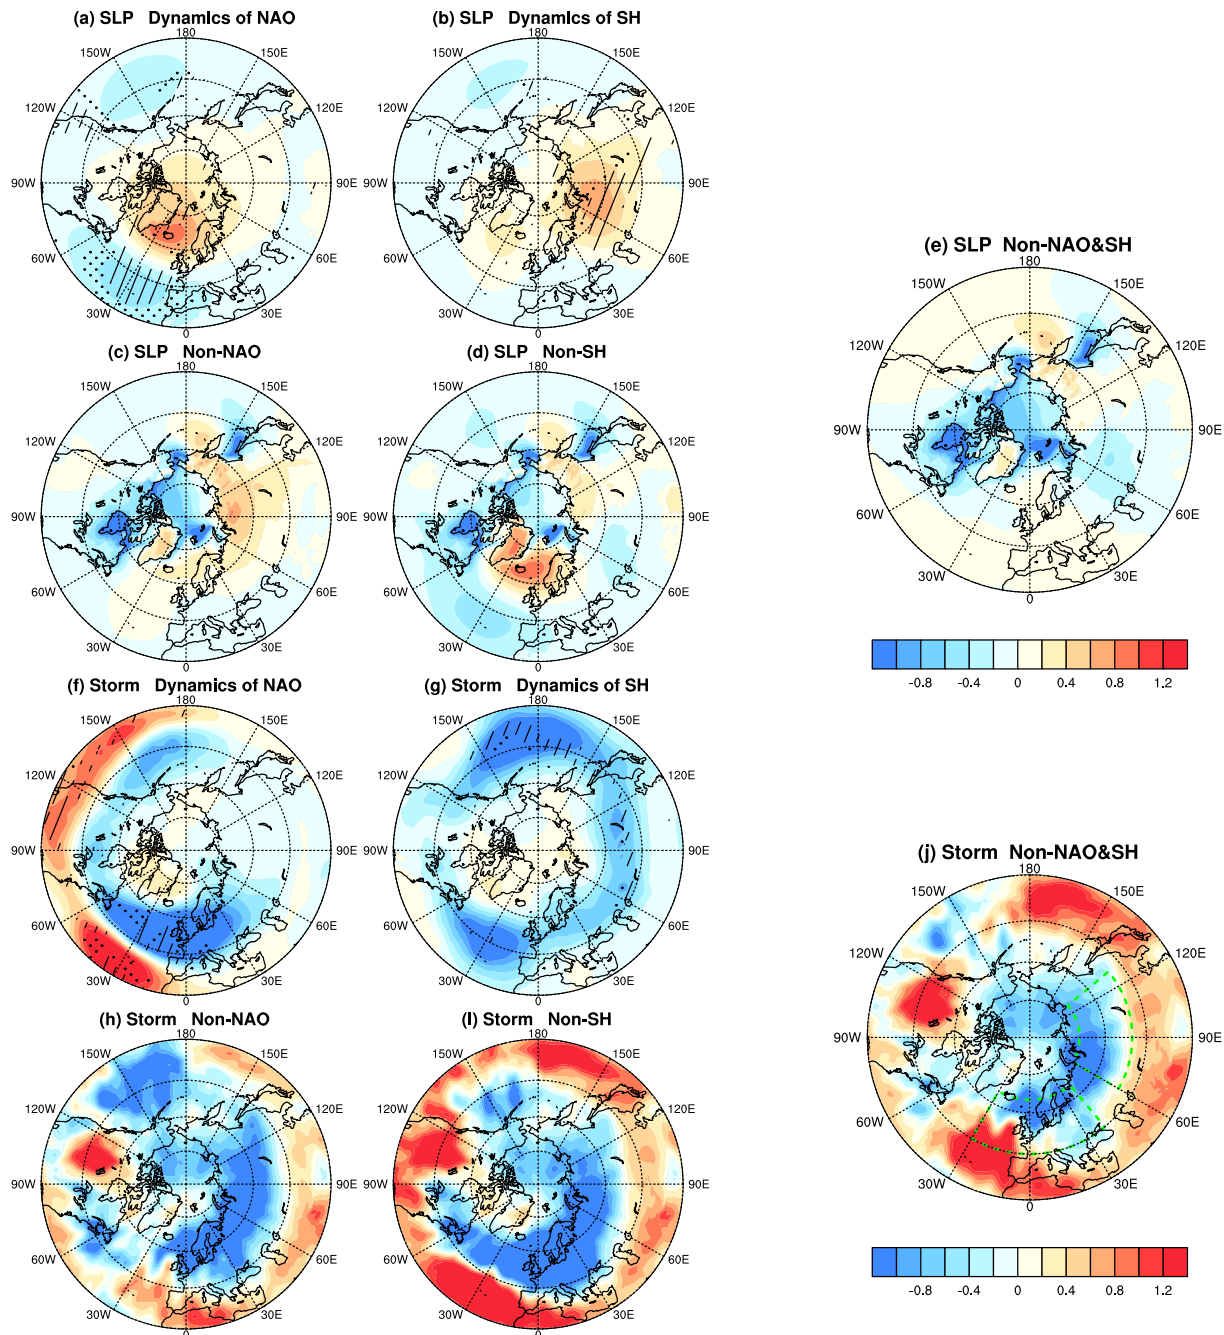 (a) SLP Dynamics of NAO
180
150W
150E
120W
120E
90W
90E
60W
60E
30W
30E
0
(b) SLP Dynamics of SH
180
150W
150E
120W
120E
90W
90E
60W
60E
30W
30E
0
(c) SLP Non-NAO
180
150W
150E
120W
120E
90W
90E
60W
60E
30W
30E
0
(d) SLP Non-SH
180
150W
150E
120W
120E
90W
90E
60W
60E
30W
30E
0
(e) SLP Non-NAO&SH
180
150W
150E
120W
120E
90W
90E
60W
60E
30W
30E
0
-0.8 -0.4 0 0.4 0.8 1.2
(f) Storm Dynamics of NAO
180
150W
150E
120W
120E
90W
90E
60W
60E
30W
30E
0
(g) Storm Dynamics of SH
180
150W
150E
120W
120E
90W
90E
60W
60E
30W
30E
0
(h) Storm Non-NAO
180
150W
150E
120W
120E
90W
90E
60W
60E
30W
30E
0
(I) Storm Non-SH
180
150W
150E
120W
120E
90W
90E
60W
60E
30W
30E
0
(j) Storm Non-NAO&SH
180
150W
150E
120W
120E
90W
90E
60W
60E
30W
30E
0
-0.8 -0.4 0 0.4 0.8 1.2